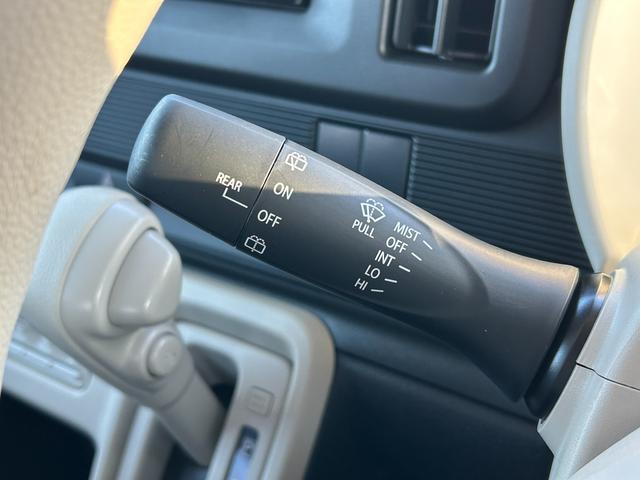 REAR
ON
OFF
PULL
MIST
OFF
INT
LO
HI